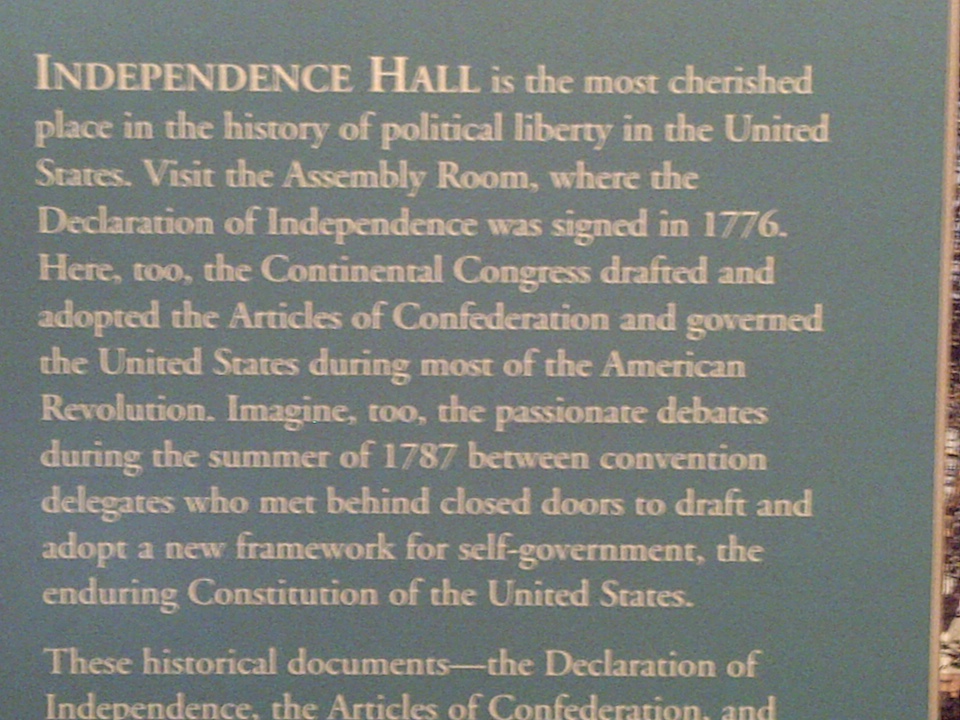 INDEPENDENCE HALL is the most cherished
place in the history of political liberty in the United
States. Visit the Assembly Room, where the
Declaration of Independence was signed in 1776.
Here, too, the Continental Congress drafted and
adopted the Articles of Confederation and governed
the United States during most of the American
Revolution. Imagine, too, the passionate debates
during the summer of 1787 between convention
delegates who met behind closed doors to draft and
adopt a new framework for self-government, the
enduring Constitution of the United States.
These historical documents—the Declaration of
Independence, the Articles of Confederation, and